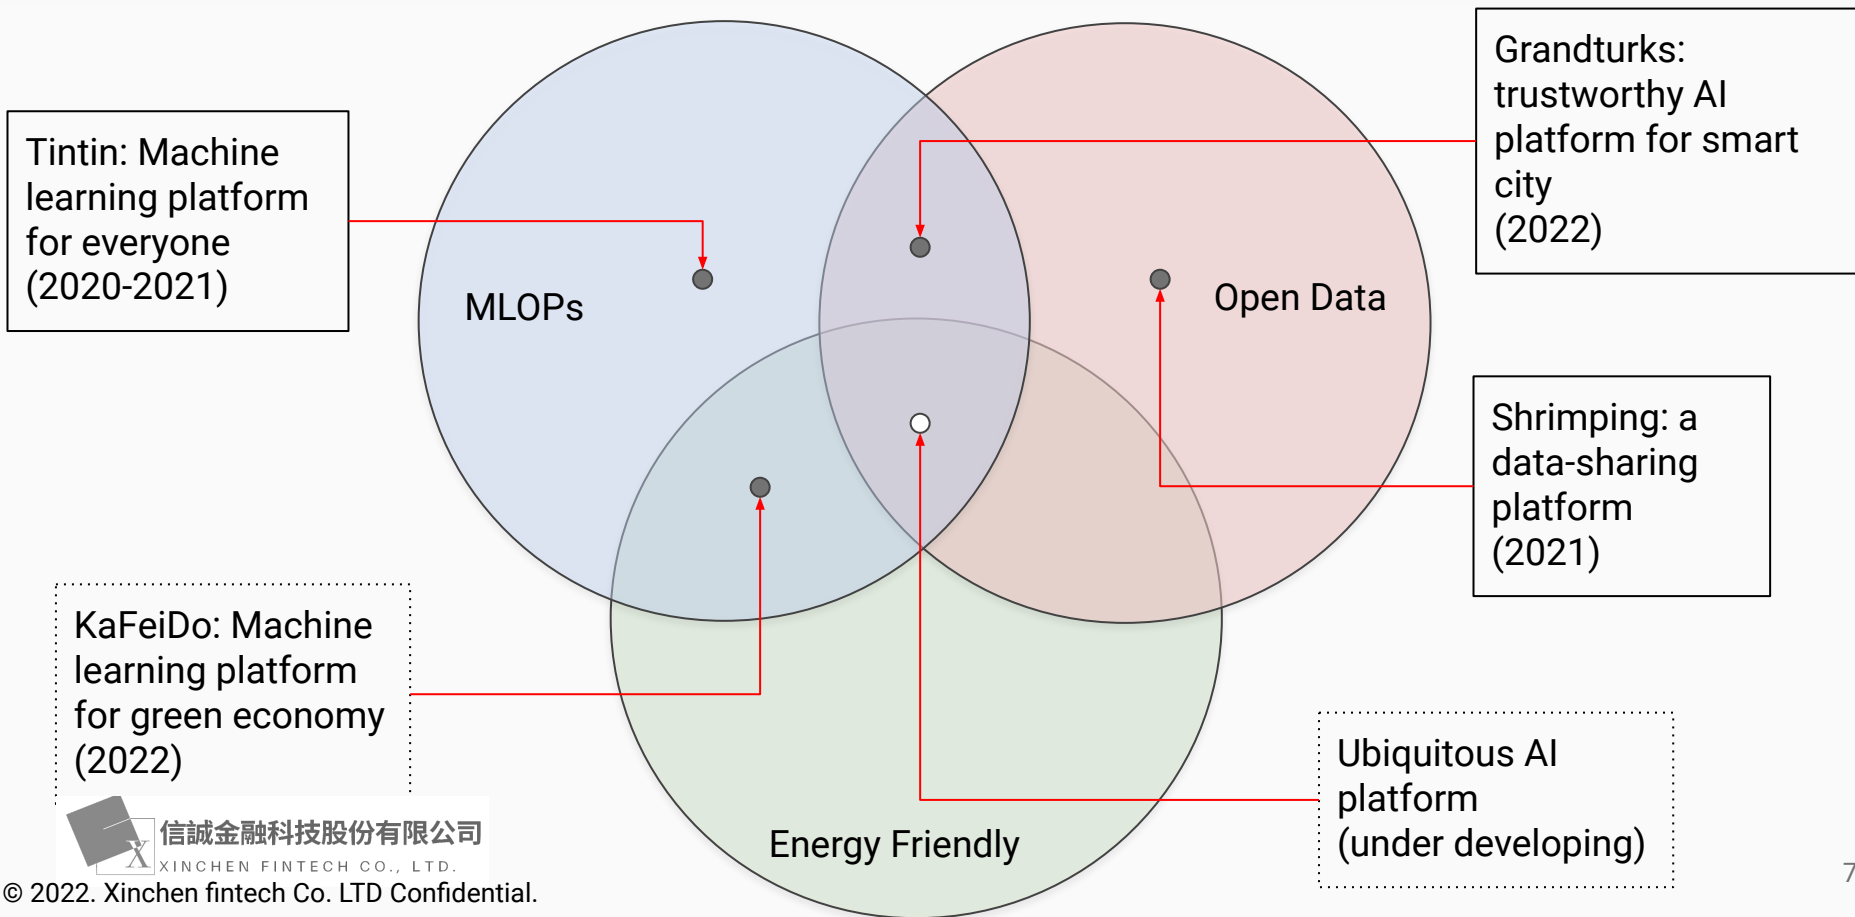 Tintin: Machine
learning platform
for everyone
(2020-2021)
MLOPs
Open Data
Grandturks:
trustworthy AI
platform for smart
city
(2022)
Shrimping: a
data-sharing
platform
(2021)
KaFeiDo: Machine
learning platform
for green economy
(2022)
Energy Friendly
Ubiquitous AI
platform
(under developing)
X
信誠金融科技股份有限公司
XINCHEN FINTECH CO., LTD.
© 2022. Xinchen fintech Co. LTD Confidential.
7